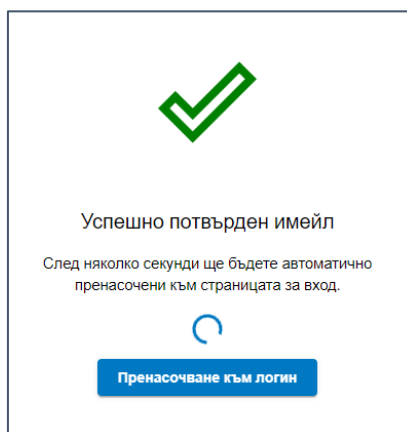 Успешно потвърден имейл
След няколко секунди ще бъдете автоматично
пренасочени към страницата за вход.
Пренасочване към логин